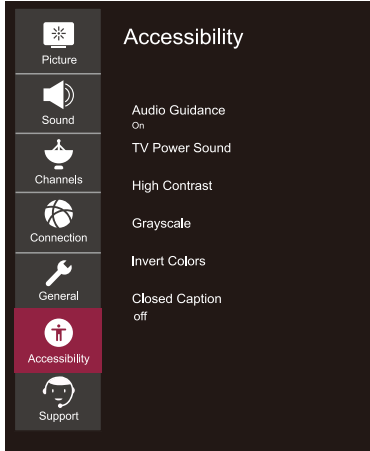 Picture
Sound
Channels
Connection
General
Accessibility
Support
Accessibility
Audio Guidance
On
TV Power Sound
High Contrast
Grayscale
Invert Colors
Closed Caption
off